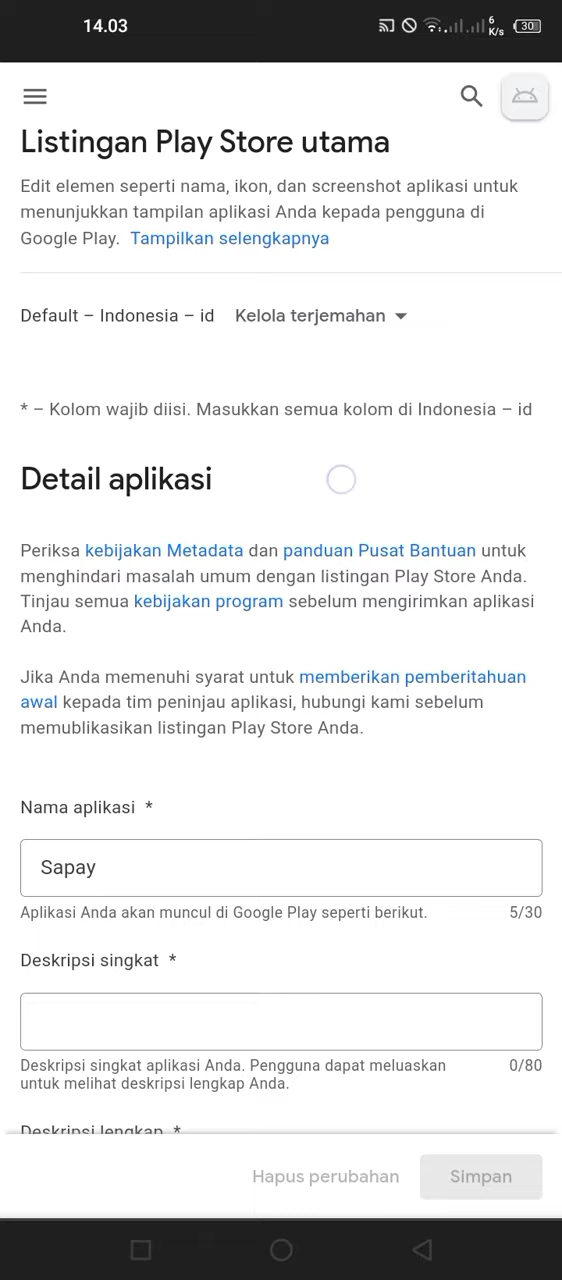 14.03
6
K/s
30
Listingan Play Store utama
Edit elemen seperti nama, ikon, dan screenshot aplikasi untuk
menunjukkan tampilan aplikasi Anda kepada pengguna di
Google Play. Tampilkan selengkapnya
Default – Indonesia – id Kelola terjemahan
* – Kolom wajib diisi. Masukkan semua kolom di Indonesia – id
Detail aplikasi
Periksa kebijakan Metadata dan panduan Pusat Bantuan untuk
menghindari masalah umum dengan listingan Play Store Anda.
Tinjau semua kebijakan program sebelum mengirimkan aplikasi
Anda.
Jika Anda memenuhi syarat untuk memberikan pemberitahuan
awal kepada tim peninjau aplikasi, hubungi kami sebelum
memublikasikan listingan Play Store Anda.
Nama aplikasi *
Sapay
Aplikasi Anda akan muncul di Google Play seperti berikut. 5/30
Deskripsi singkat *
Deskripsi singkat aplikasi Anda. Pengguna dapat meluaskan 0/80
untuk melihat deskripsi lengkap Anda.
Deskripsi lengkap *
Hapus perubahan Simpan